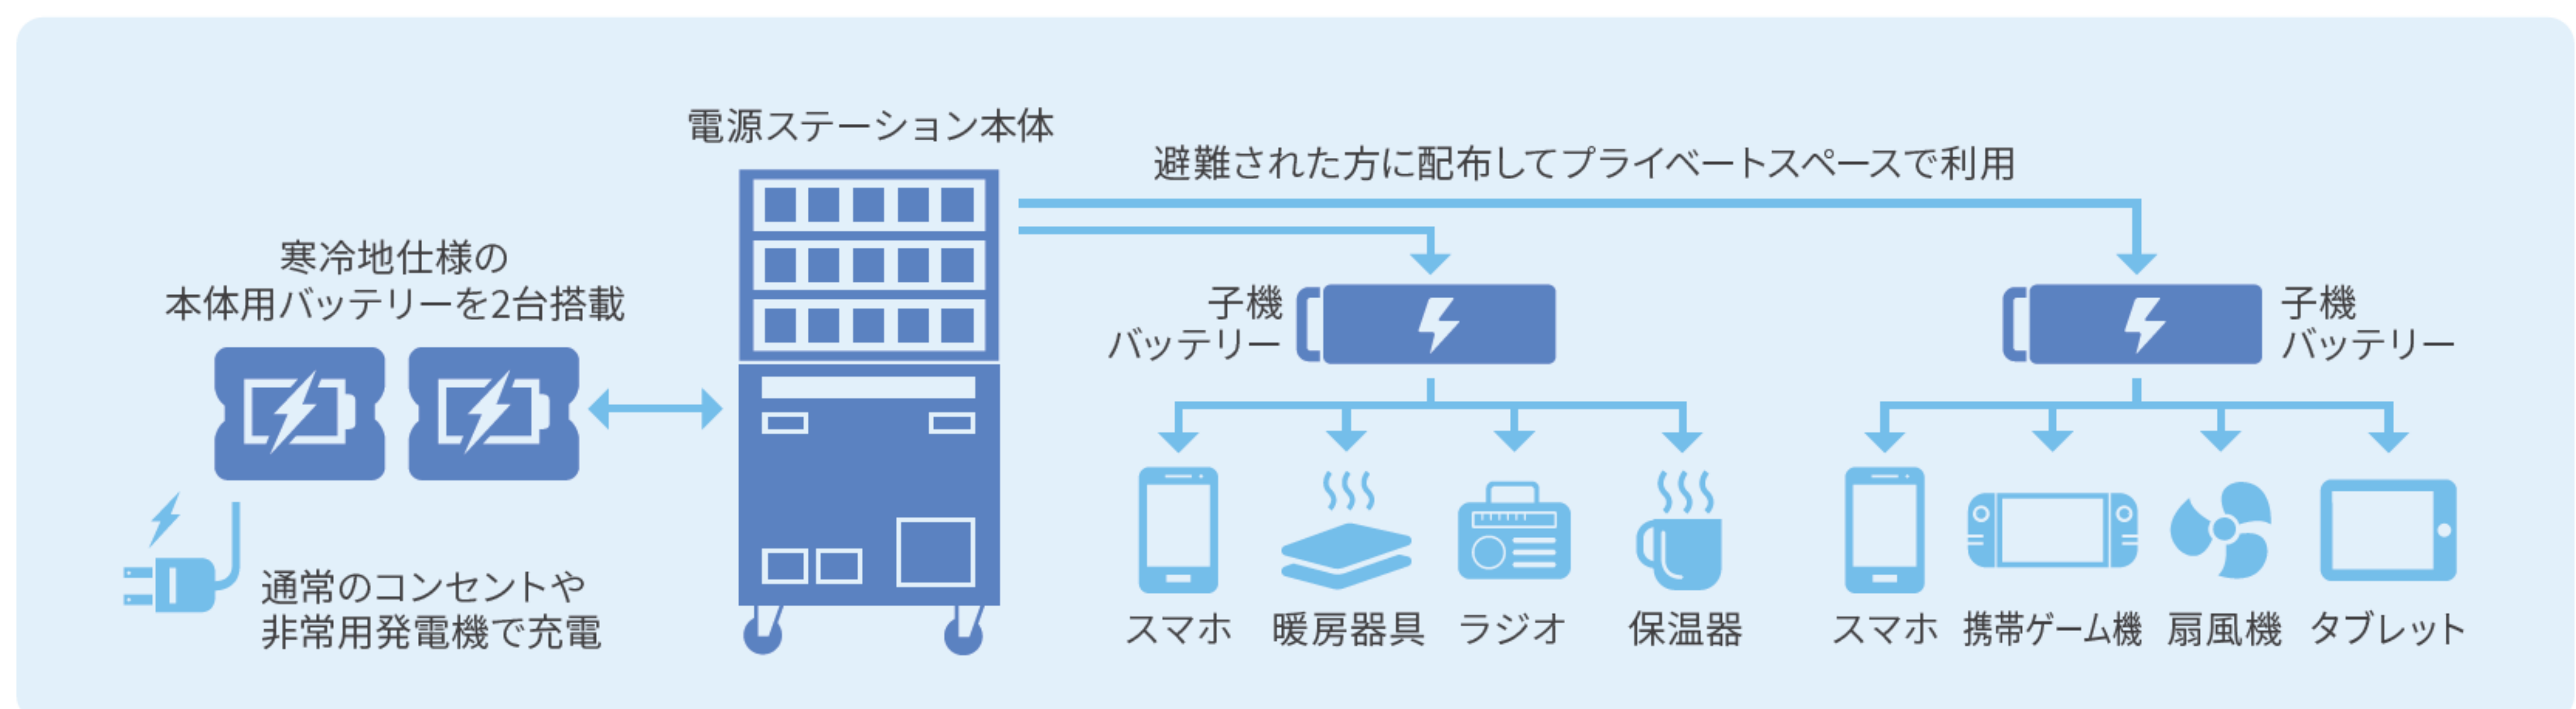 電源ステーション本体
避難された方に配布してプライベートスペースで利用
寒冷地仕様の
本体用バッテリーを2台搭載
通常のコンセントや
非常用発電機で充電
子機
バッテリー
子機
バッテリー
スマホ
暖房器具
ラジオ
保温器
スマホ
携帯ゲーム機
扇風機
タブレット